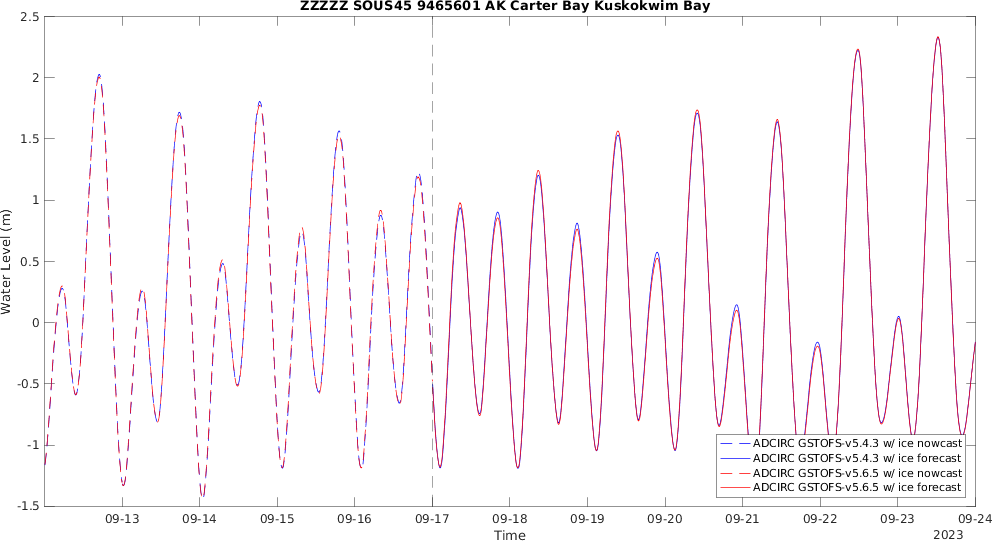 ZZZZZ SOUS45 9465601 AK Carter Bay Kuskokwim Bay
2.5
2
1.5
1
0.5
0
-0.5
-1
-1.5
Water Level (m)
ADCIRC GSTOFS-v5.4.3 w/ ice nowcast
ADCIRC GSTOFS-v5.4.3 w/ ice forecast
ADCIRC GSTOFS-v5.6.5 w/ ice nowcast
ADCIRC GSTOFS-v5.6.5 w/ ice forecast
09-13 09-14 09-15 09-16 09-17 09-18 09-19 09-20 09-21 09-22 09-23 09-24
Time
2023